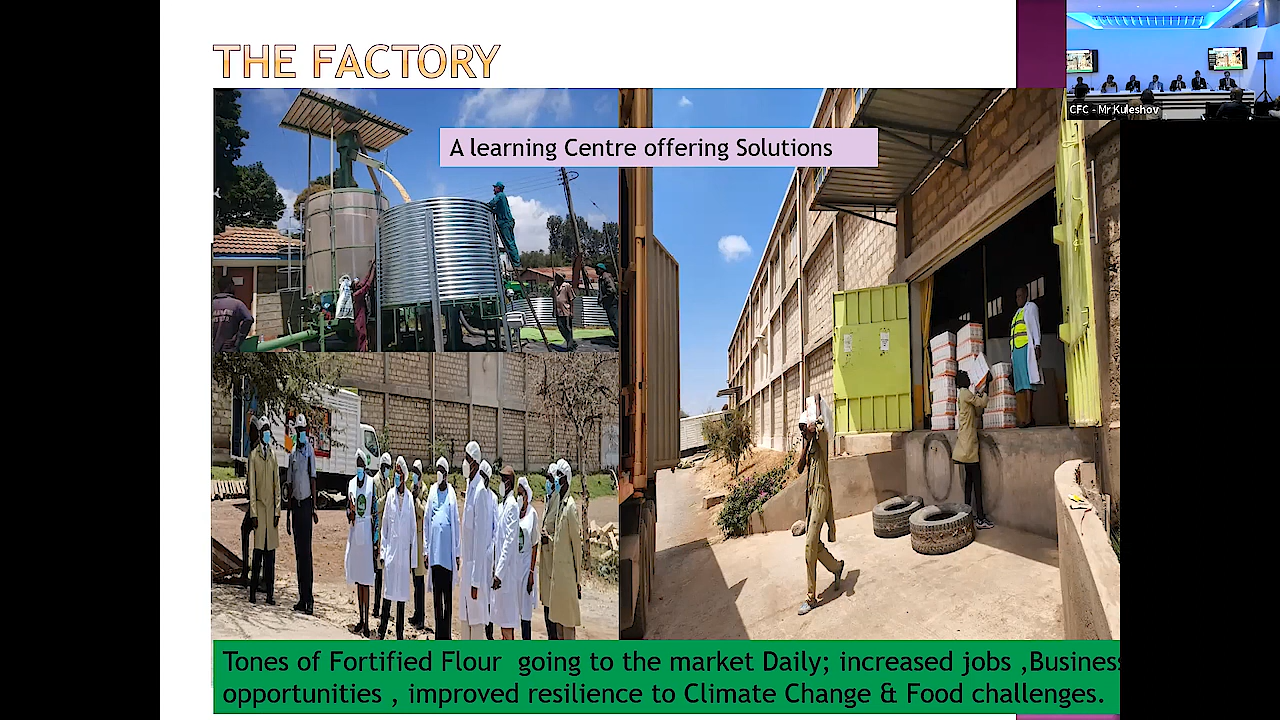 THE FACTORY
CFC - Mr Kuleshov
A learning Centre offering Solutions
Tones of Fortified Flour going to the market Daily; increased jobs ,Business
opportunities , improved resilience to Climate Change & Food challenges.